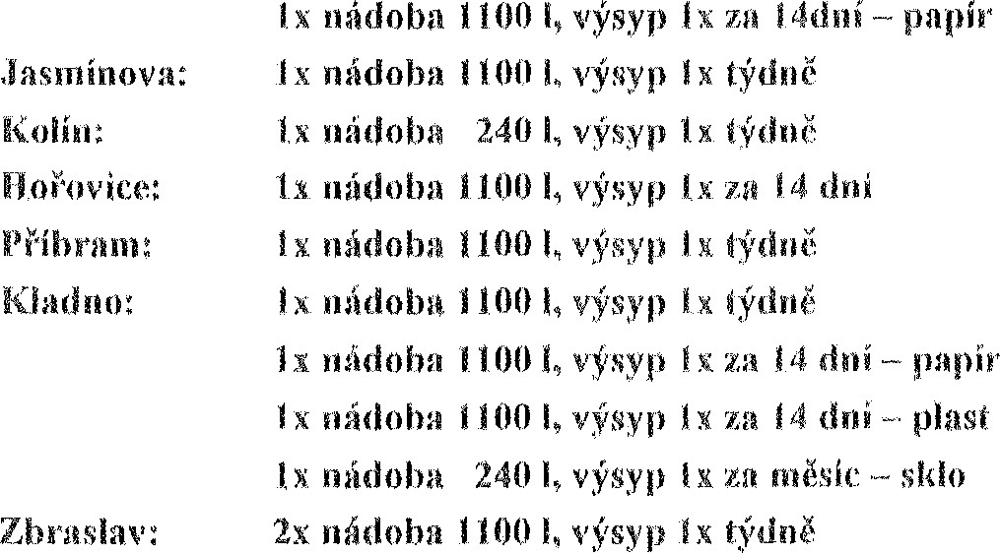 1x nádoba 1100 l, výsyp 1x za 14dní – papír
Jasmínova: 1x nádoba 1100 l, výsyp 1x týdně
Kolín: 1x nádoba 240 l, výsyp 1x týdně
Hořovice: 1x nádoba 1100 l, výsyp 1x za 14 dní
Příbram: 1x nádoba 1100 l, výsyp 1x týdně
Kladno: 1x nádoba 1100 l, výsyp 1x týdně
1x nádoba 1100 l, výsyp 1x za 14 dní – papír
1x nádoba 1100 l, výsyp 1x za 14 dní – plast
1x nádoba 240 l, výsyp 1x za měsíc – sklo
Zbraslav: 2x nádoba 1100 l, výsyp 1x týdně